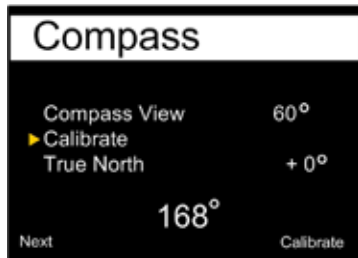 Compass
Compass View 60°
Calibrate
True North + 0°
168°
Next Calibrate